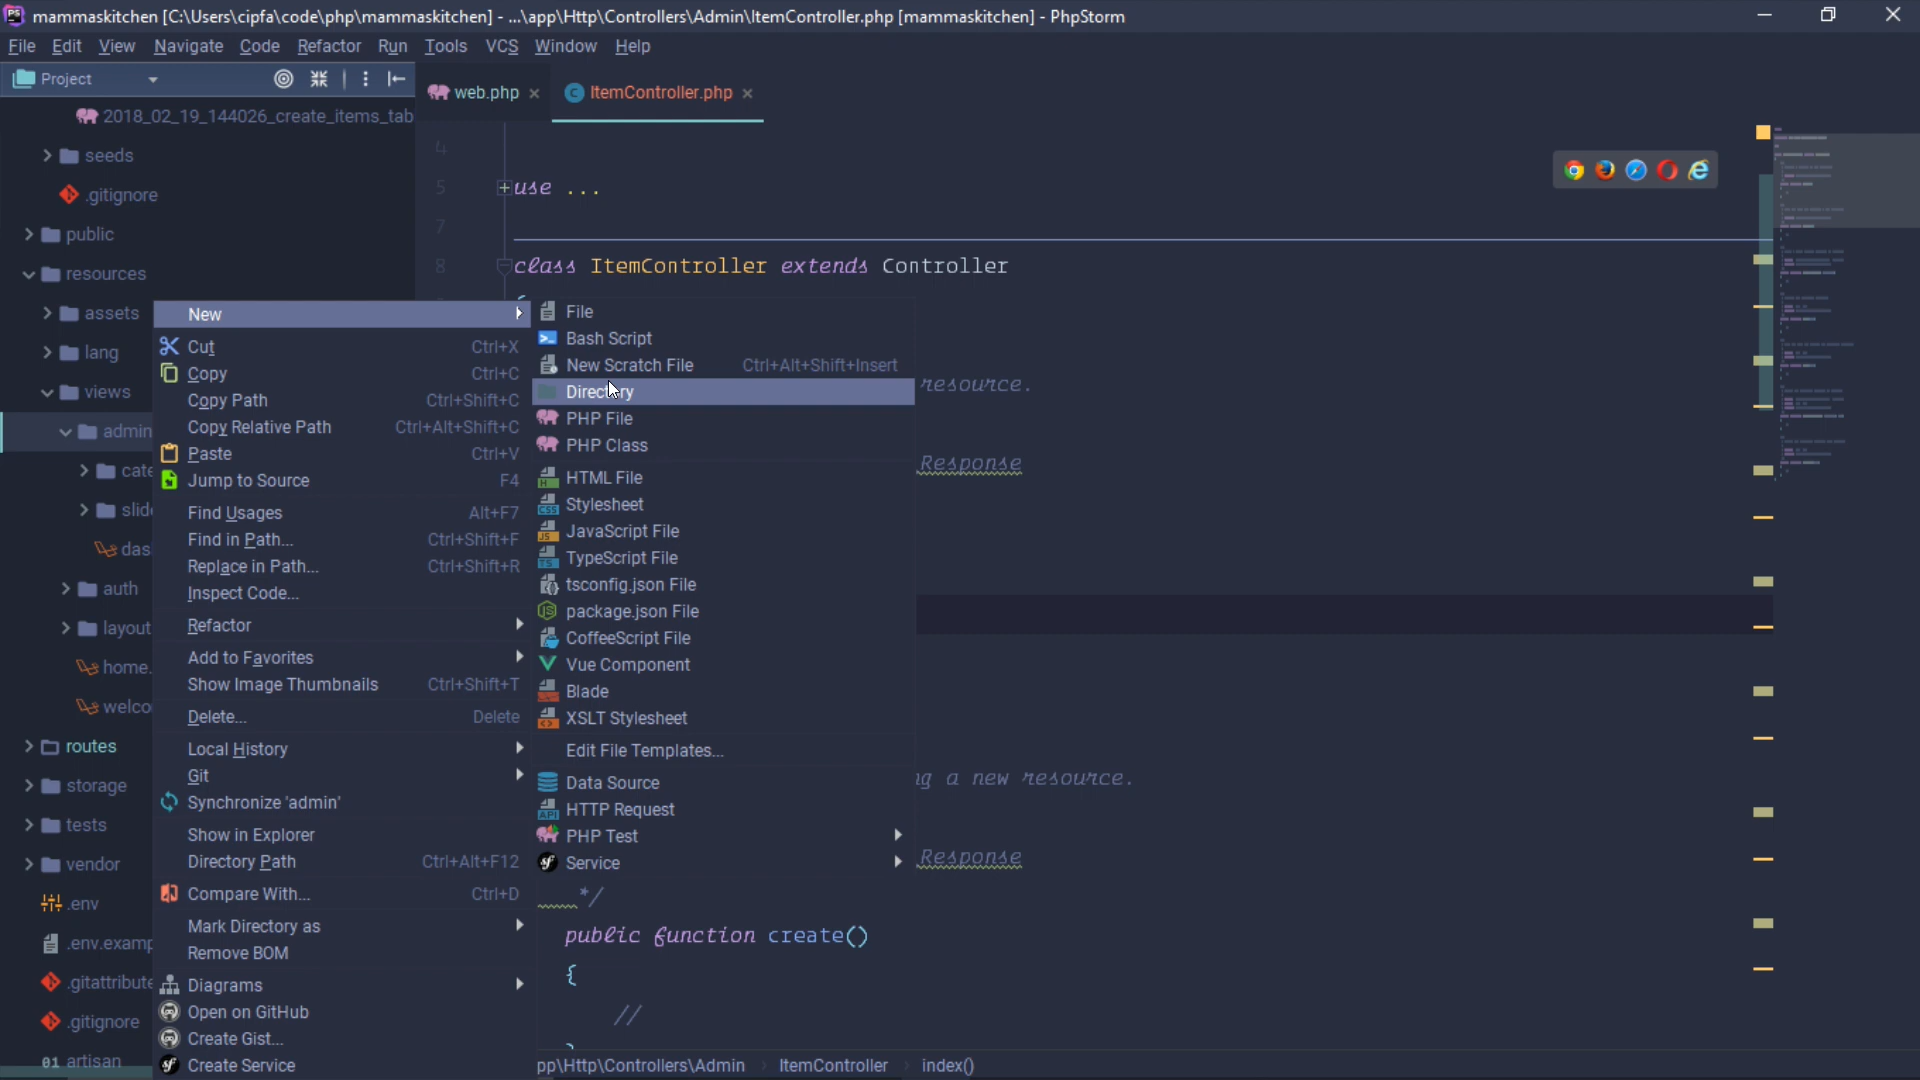 mammaskitchen [C:\Users\cipfa\code\php\mammaskitchen] - ...\app\Http\Controllers\Admin\ItemController.php [mammaskitchen] - PhpStorm
File Edit View Navigate Code Refactor Run Tools VCS Window Help
Project
web.php
ItemController.php
2018_02_19_144026_create_items_tab
seeds
.gitignore
public
resources
assets
lang
views
admin
cate
slide
das
auth
layout
home.
welco
routes
storage
tests
vendor
.env
.env.examp
.gitattribute
.gitignore
artisan
New
Cut Ctrl+X
Copy Ctrl+C
Copy Path Ctrl+Shift+C
Copy Relative Path Ctrl+Alt+Shift+C
Paste Ctrl+V
Jump to Source F4
Find Usages Alt+F7
Find in Path... Ctrl+Shift+F
Replace in Path... Ctrl+Shift+R
Inspect Code...
Refactor
Add to Favorites
Show Image Thumbnails Ctrl+Shift+T
Delete... Delete
Local History
Git
Synchronize 'admin'
Show in Explorer
Directory Path Ctrl+Alt+F12
Compare With... Ctrl+D
Mark Directory as
Remove BOM
Diagrams
Open on GitHub
Create Gist...
Create Service
File
Bash Script
New Scratch File Ctrl+Alt+Shift+Insert
Directory
PHP File
PHP Class
HTML File
Stylesheet
JavaScript File
TypeScript File
tsconfig.json File
package.json File
CoffeeScript File
Vue Component
Blade
XSLT Stylesheet
Edit File Templates...
Data Source
HTTP Request
PHP Test
Service
4
5 use ...
7
8 class ItemController extends Controller
{
resource.
Response
ng a new resource.
Response
*/
public function create()
{
//
}
pp\Http\Controllers\Admin ItemController index()